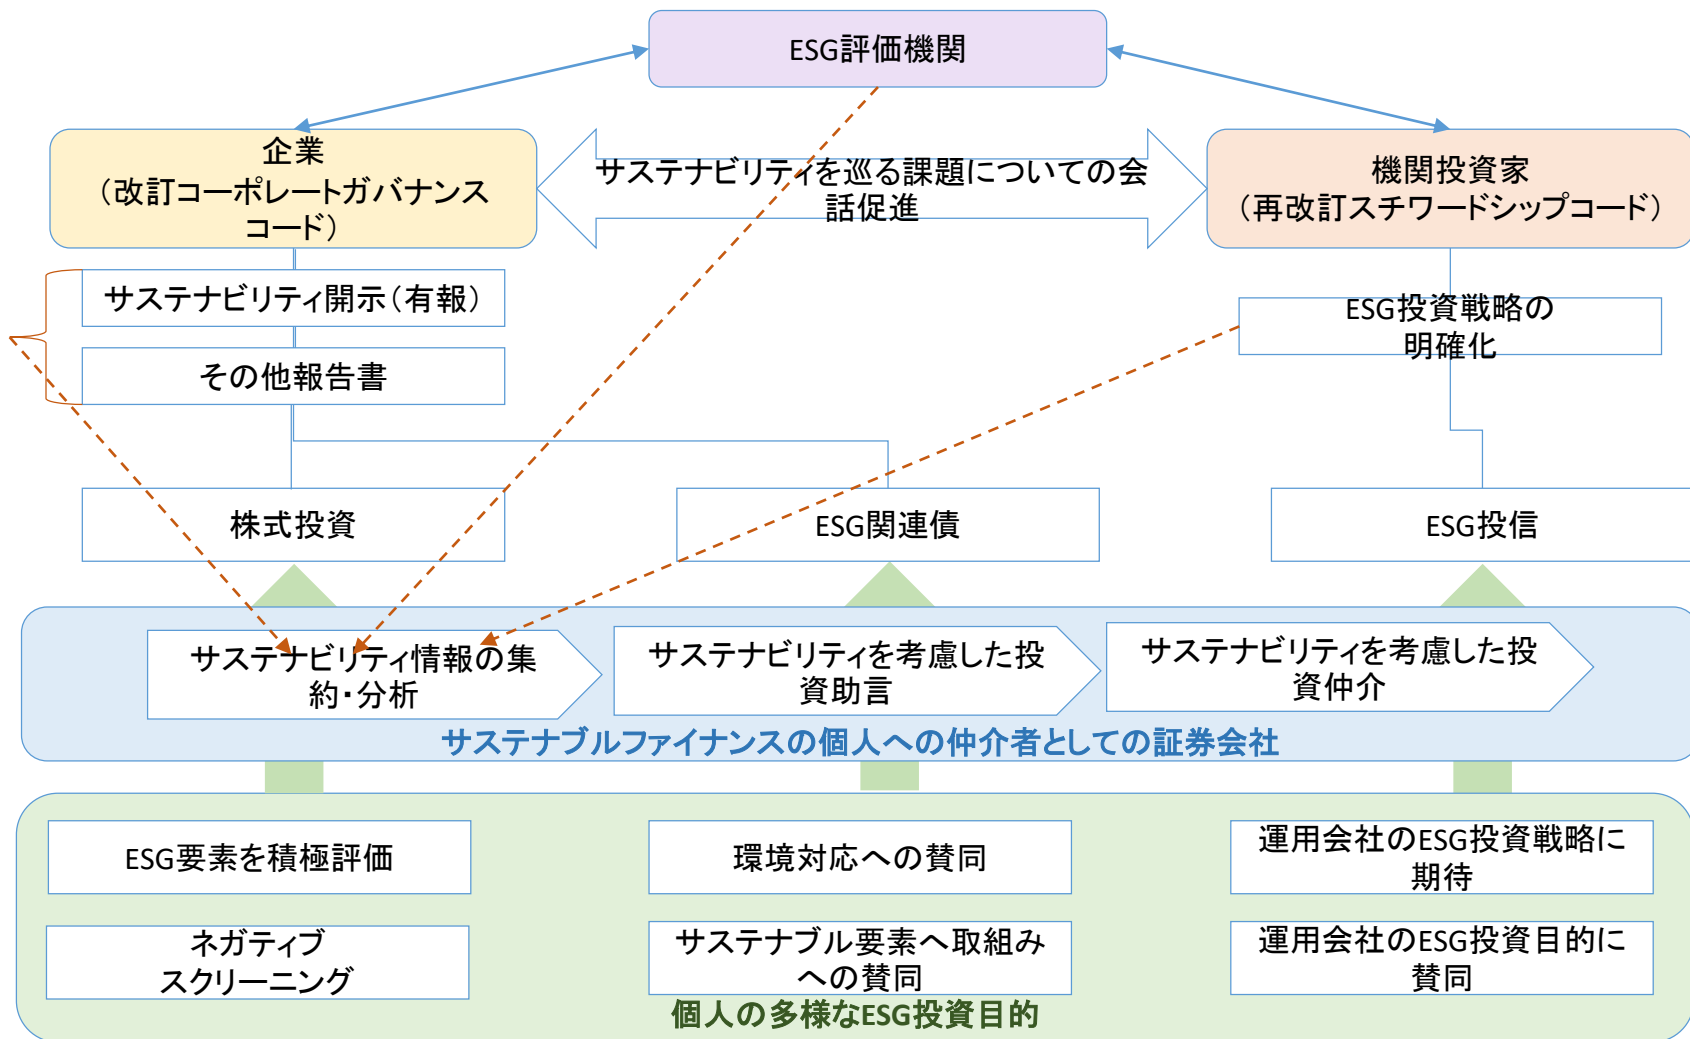 ESG評価機関
企業
（改訂コーポレートガバナンス
コード）
サステナビリティを巡る課題についての会
話促進
機関投資家
（再改訂スチワードシップコード）
サステナビリティ開示（有報）
その他報告書
ESG投資戦略の
明確化
株式投資
ESG関連債
ESG投信
サステナビリティ情報の集
約・分析
サステナビリティを考慮した投
資助言
サステナビリティを考慮した投
資仲介
サステナブルファイナンスの個人への仲介者としての証券会社
ESG要素を積極評価
環境対応への賛同
運用会社のESG投資戦略に
期待
ネガティブ
スクリーニング
サステナブル要素へ取組み
への賛同
運用会社のESG投資目的に
賛同
個人の多様なESG投資目的